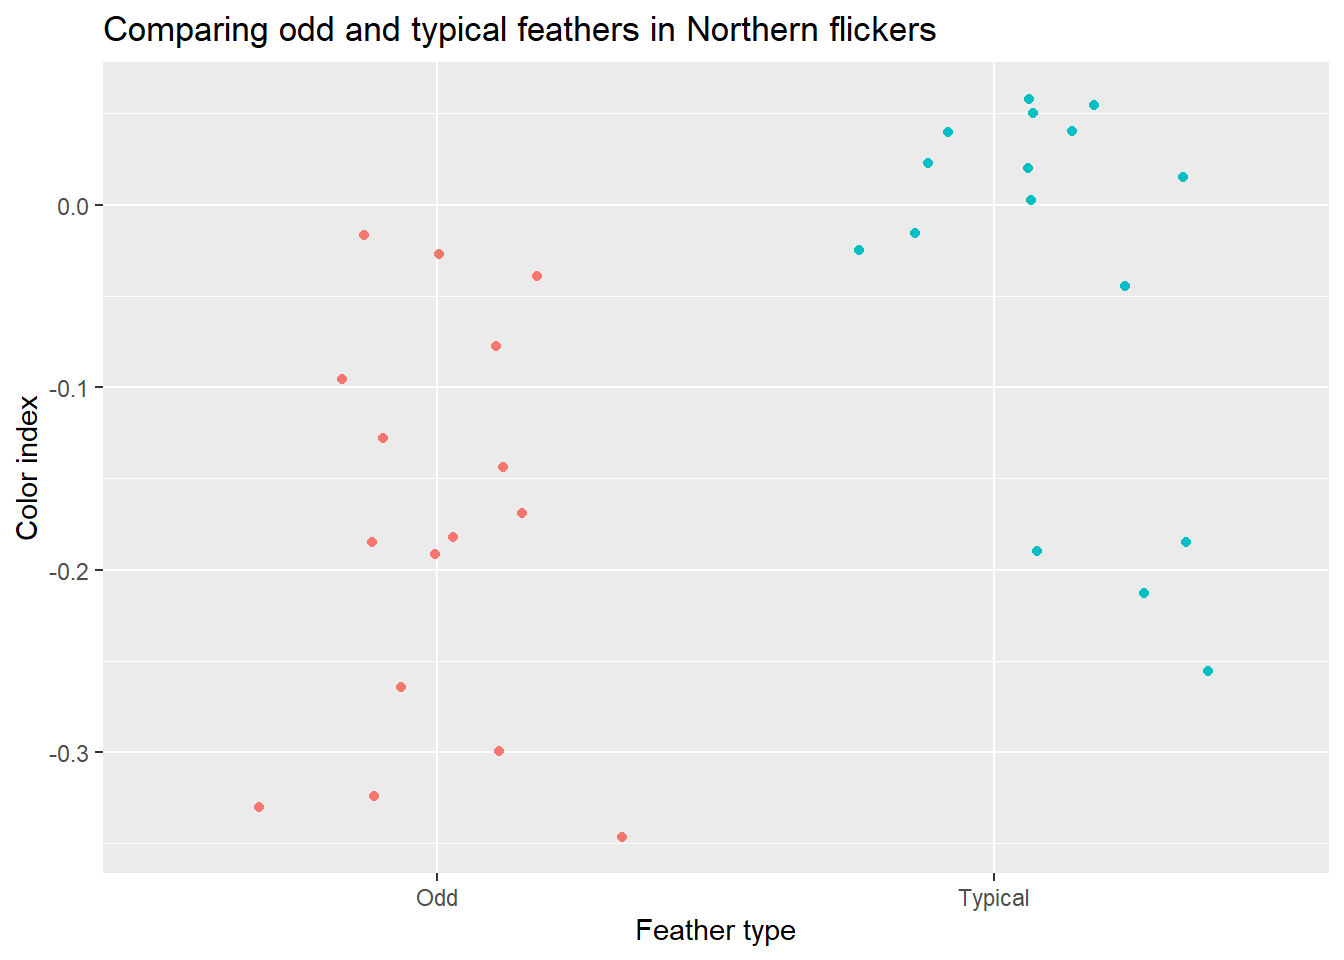 Comparing odd and typical feathers in Northern flickers
0.0
-0.1
-0.2
-0.3
Color index
Odd
Typical
Feather type